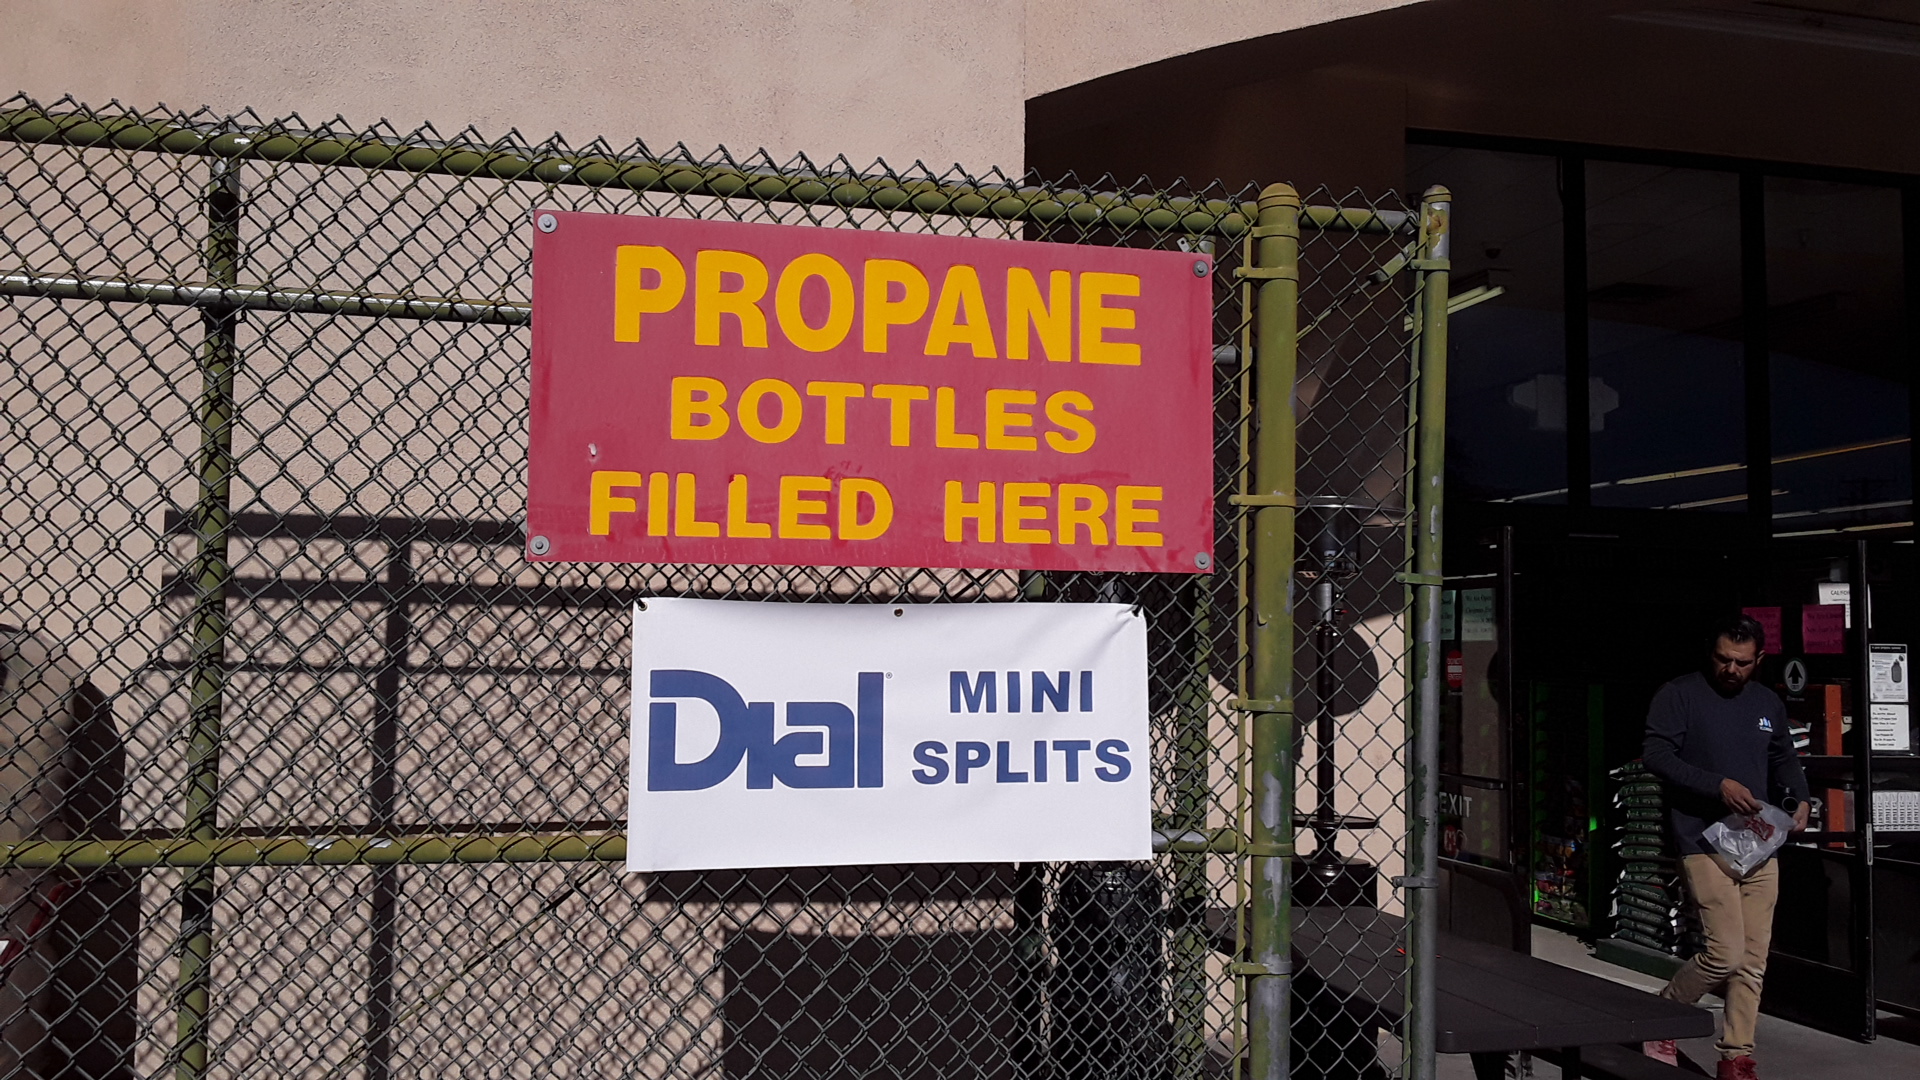 PROPANE
BOTTLES
FILLED HERE
Dial®
MINI
SPLITS
EXIT